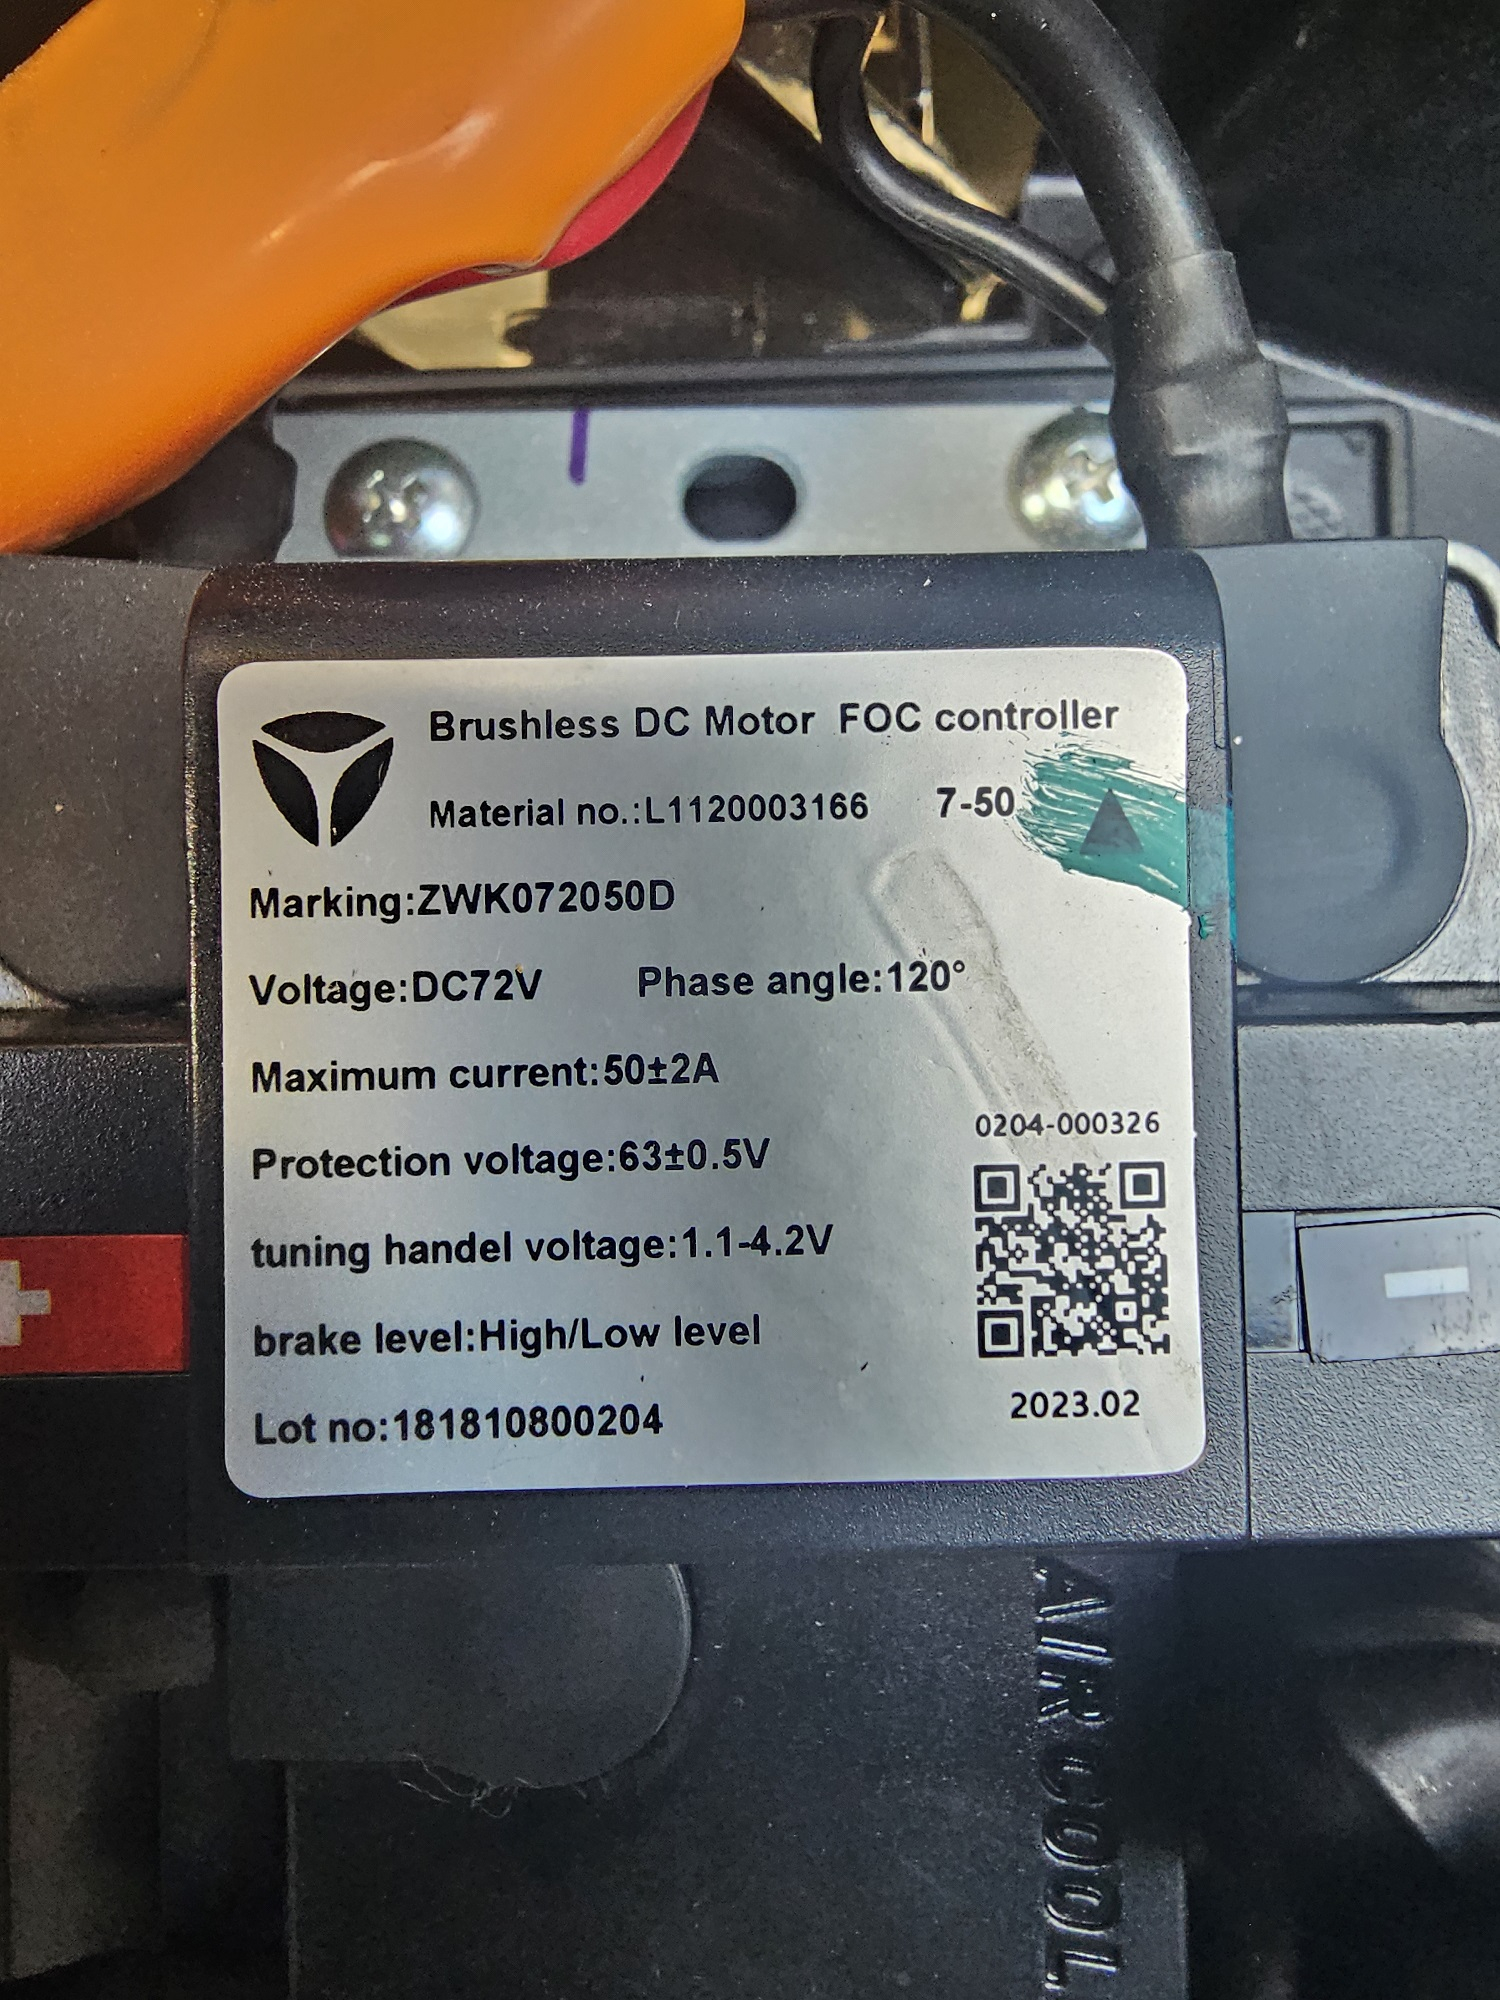 Brushless DC Motor FOC controller
Material no.:L1120003166 7-50
Marking:ZWK072050D
Voltage:DC72V Phase angle:120°
Maximum current:50±2A
Protection voltage:63±0.5V
tuning handel voltage:1.1-4.2V
brake level:High/Low level
Lot no:181810800204
0204-000326
2023.02
+
-
AIRCOOL